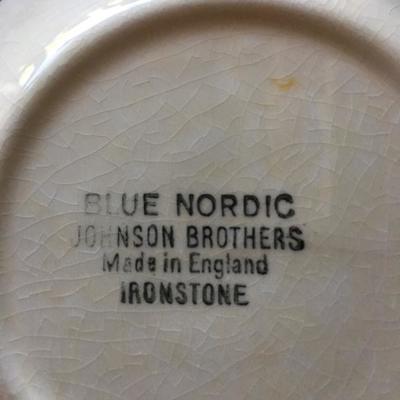 BLUE NORDIC
JOHNSON BROTHERS
Made in England
IRONSTONE